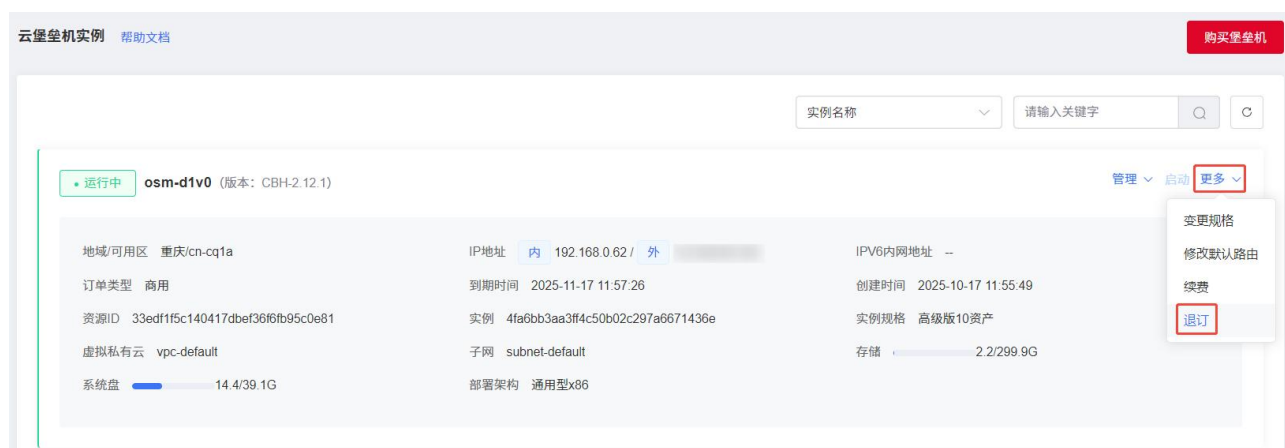 云堡垒机实例 帮助文档 购买堡垒机
实例名称 请输入关键字
运行中 osm-d1v0 (版本：CBH-2.12.1) 管理 启动 更多
变更规格
地域/可用区 重庆/cn-cq1a IP地址 内 192.168.0.62 / 外 IPV6内网地址 -- 修改默认路由
订单类型 商用 到期时间 2025-11-17 11:57:26 创建时间 2025-10-17 11:55:49 续费
资源ID 33edf1f5c140417dbef36f6fb95c0e81 实例 4fa6bb3aa3ff4c50b02c297a6671436e 实例规格 高级版10资产 退订
虚拟私有云 vpc-default 子网 subnet-default 存储 2.2/299.9G
系统盘 14.4/39.1G 部署架构 通用型x86